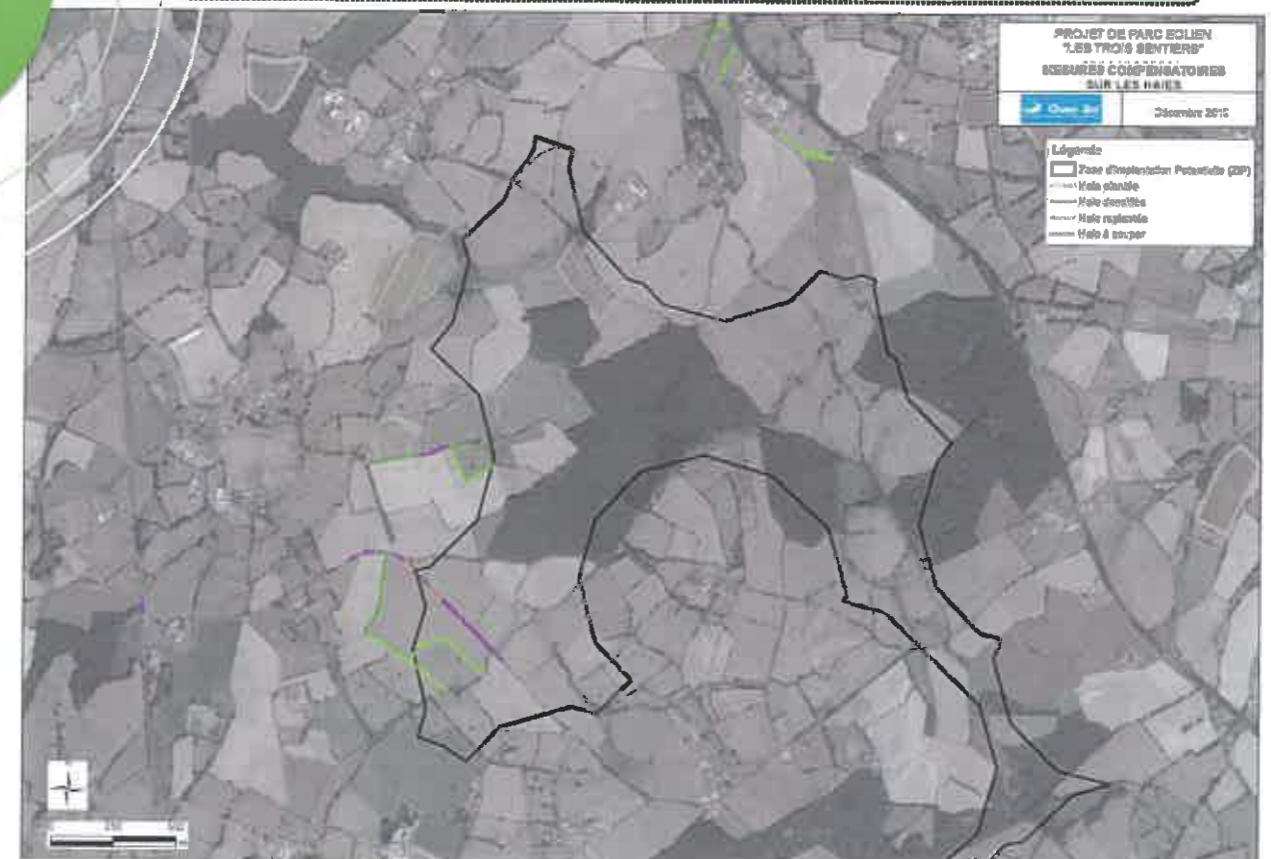 PROJET DE PARC EOLIEN
"LES TROIS SENTIERS"
MESURES COMPENSATOIRES
SUR LES HAIES
Décembre
Légende
Zone d'Implantation Potentielle (ZIP)
Haie plantée
Haie densifiée
Haie replantée
Haie à couper